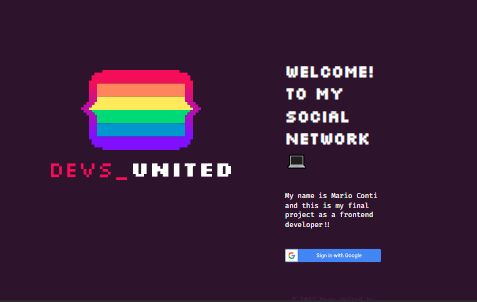 DEVS_UNITED
WELCOME!
TO MY
SOCIAL
NETWORK
My name is Mario Conti
and this is my final
project as a frontend
developer!!
Sign in with Google